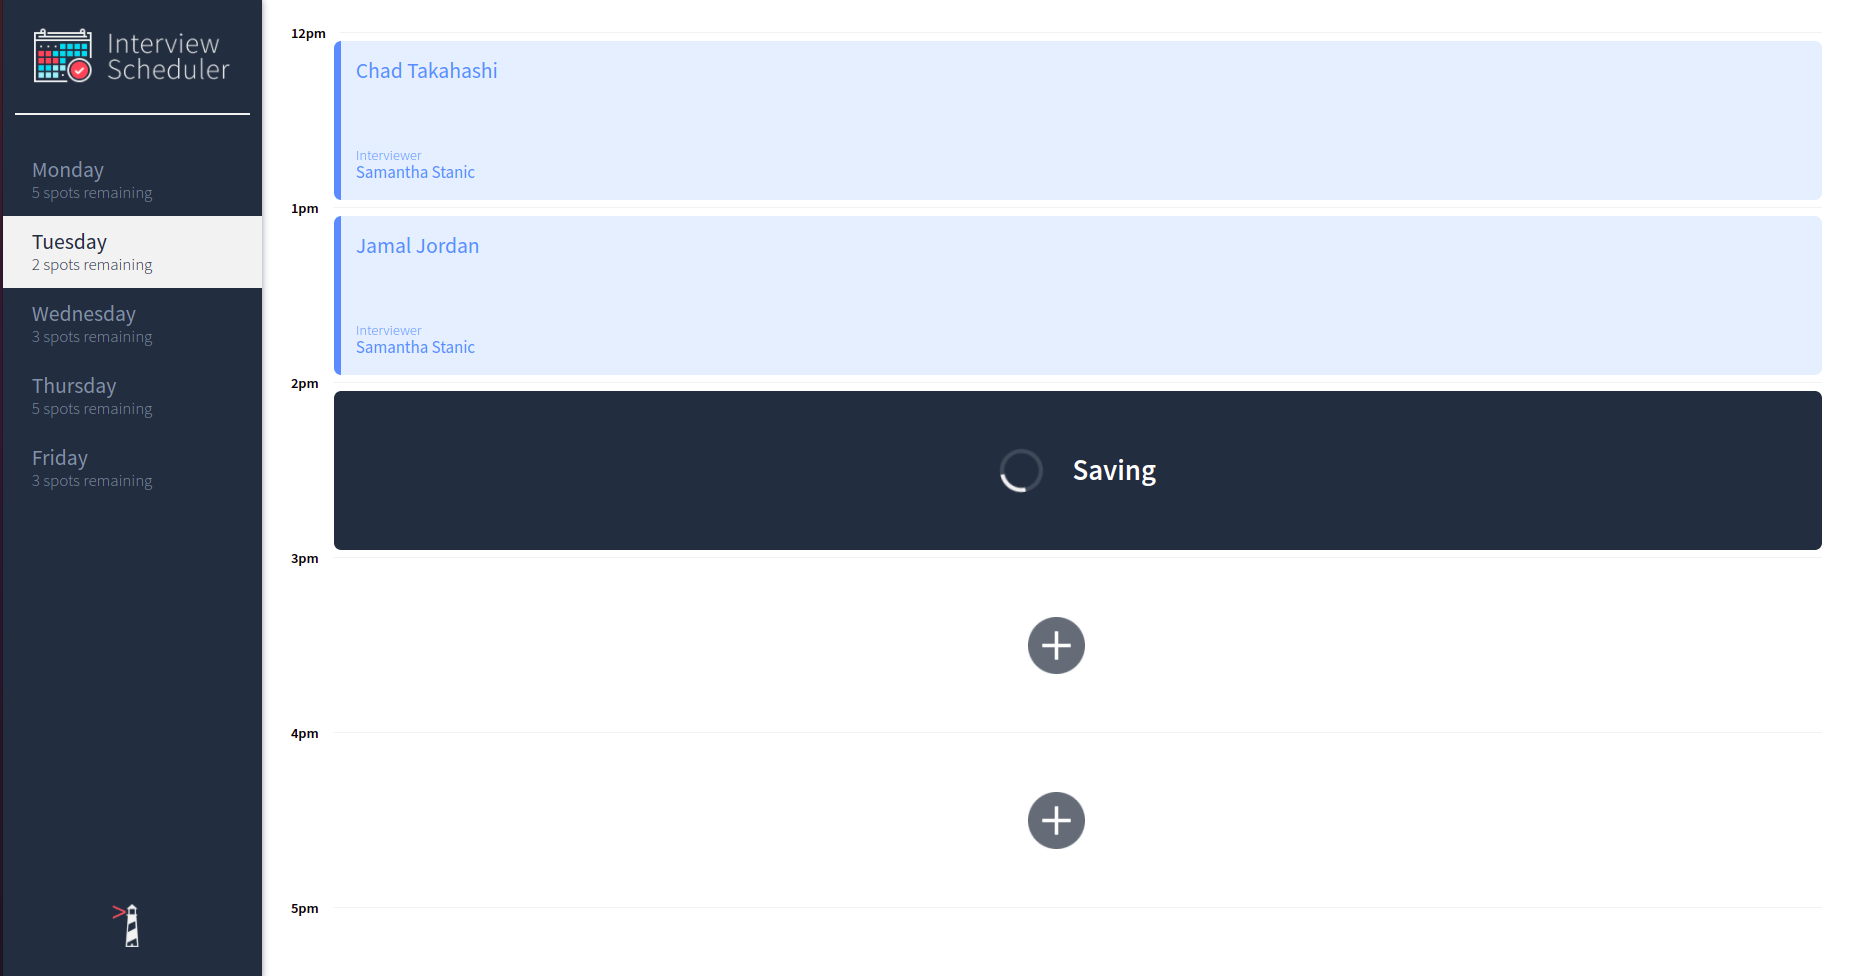 Interview
Scheduler
Monday
5 spots remaining
Tuesday
2 spots remaining
Wednesday
3 spots remaining
Thursday
5 spots remaining
Friday
3 spots remaining
>
12pm
Chad Takahashi
Interviewer
Samantha Stanic
1pm
Jamal Jordan
Interviewer
Samantha Stanic
2pm
Saving
3pm
4pm
5pm